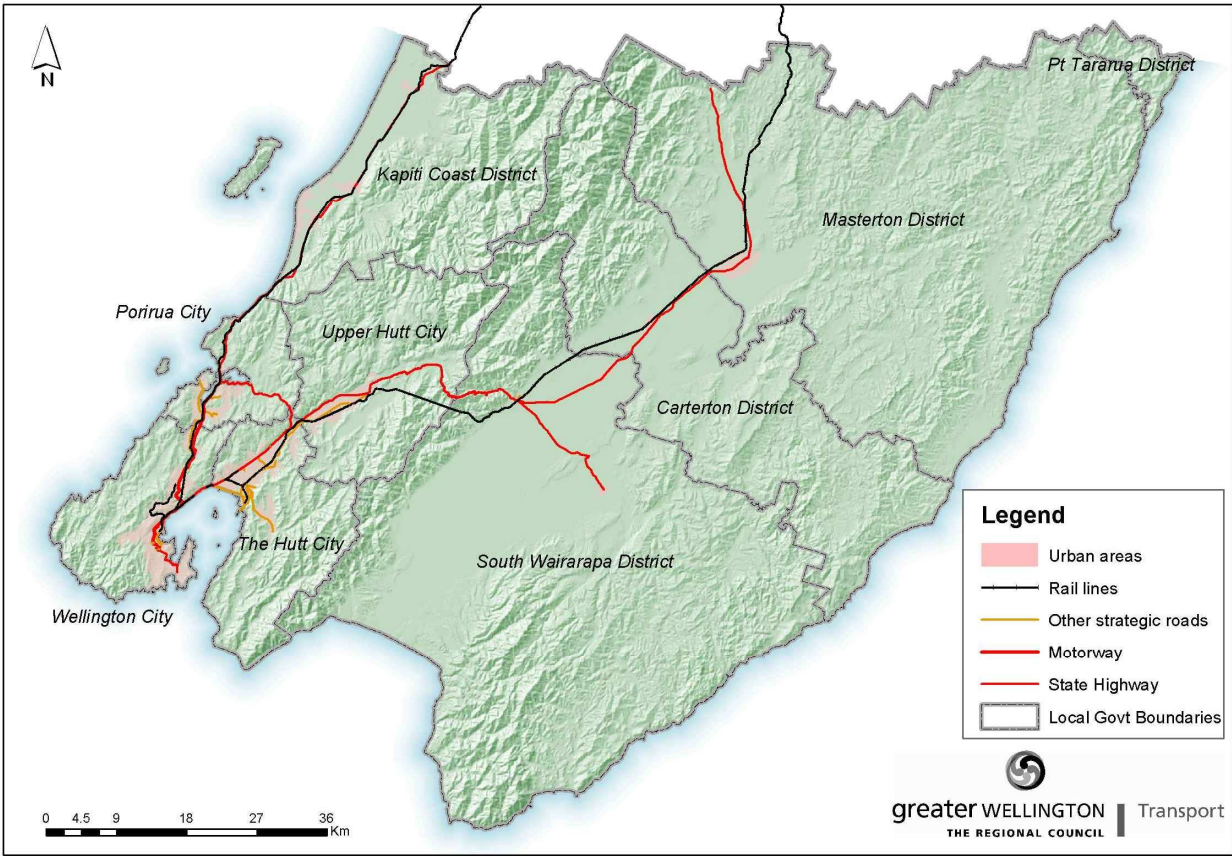 N
Pt Tararua District
Kapiti Coast District
Masterton District
Porirua City
Upper Hutt City
Carterton District
The Hutt City
South Wairarapa District
Wellington City
Legend
Urban areas
Rail lines
Other strategic roads
Motorway
State Highway
Local Govt Boundaries
0 4.5 9 18 27 36
Km
greater WELLINGTON
THE REGIONAL COUNCIL
Transport